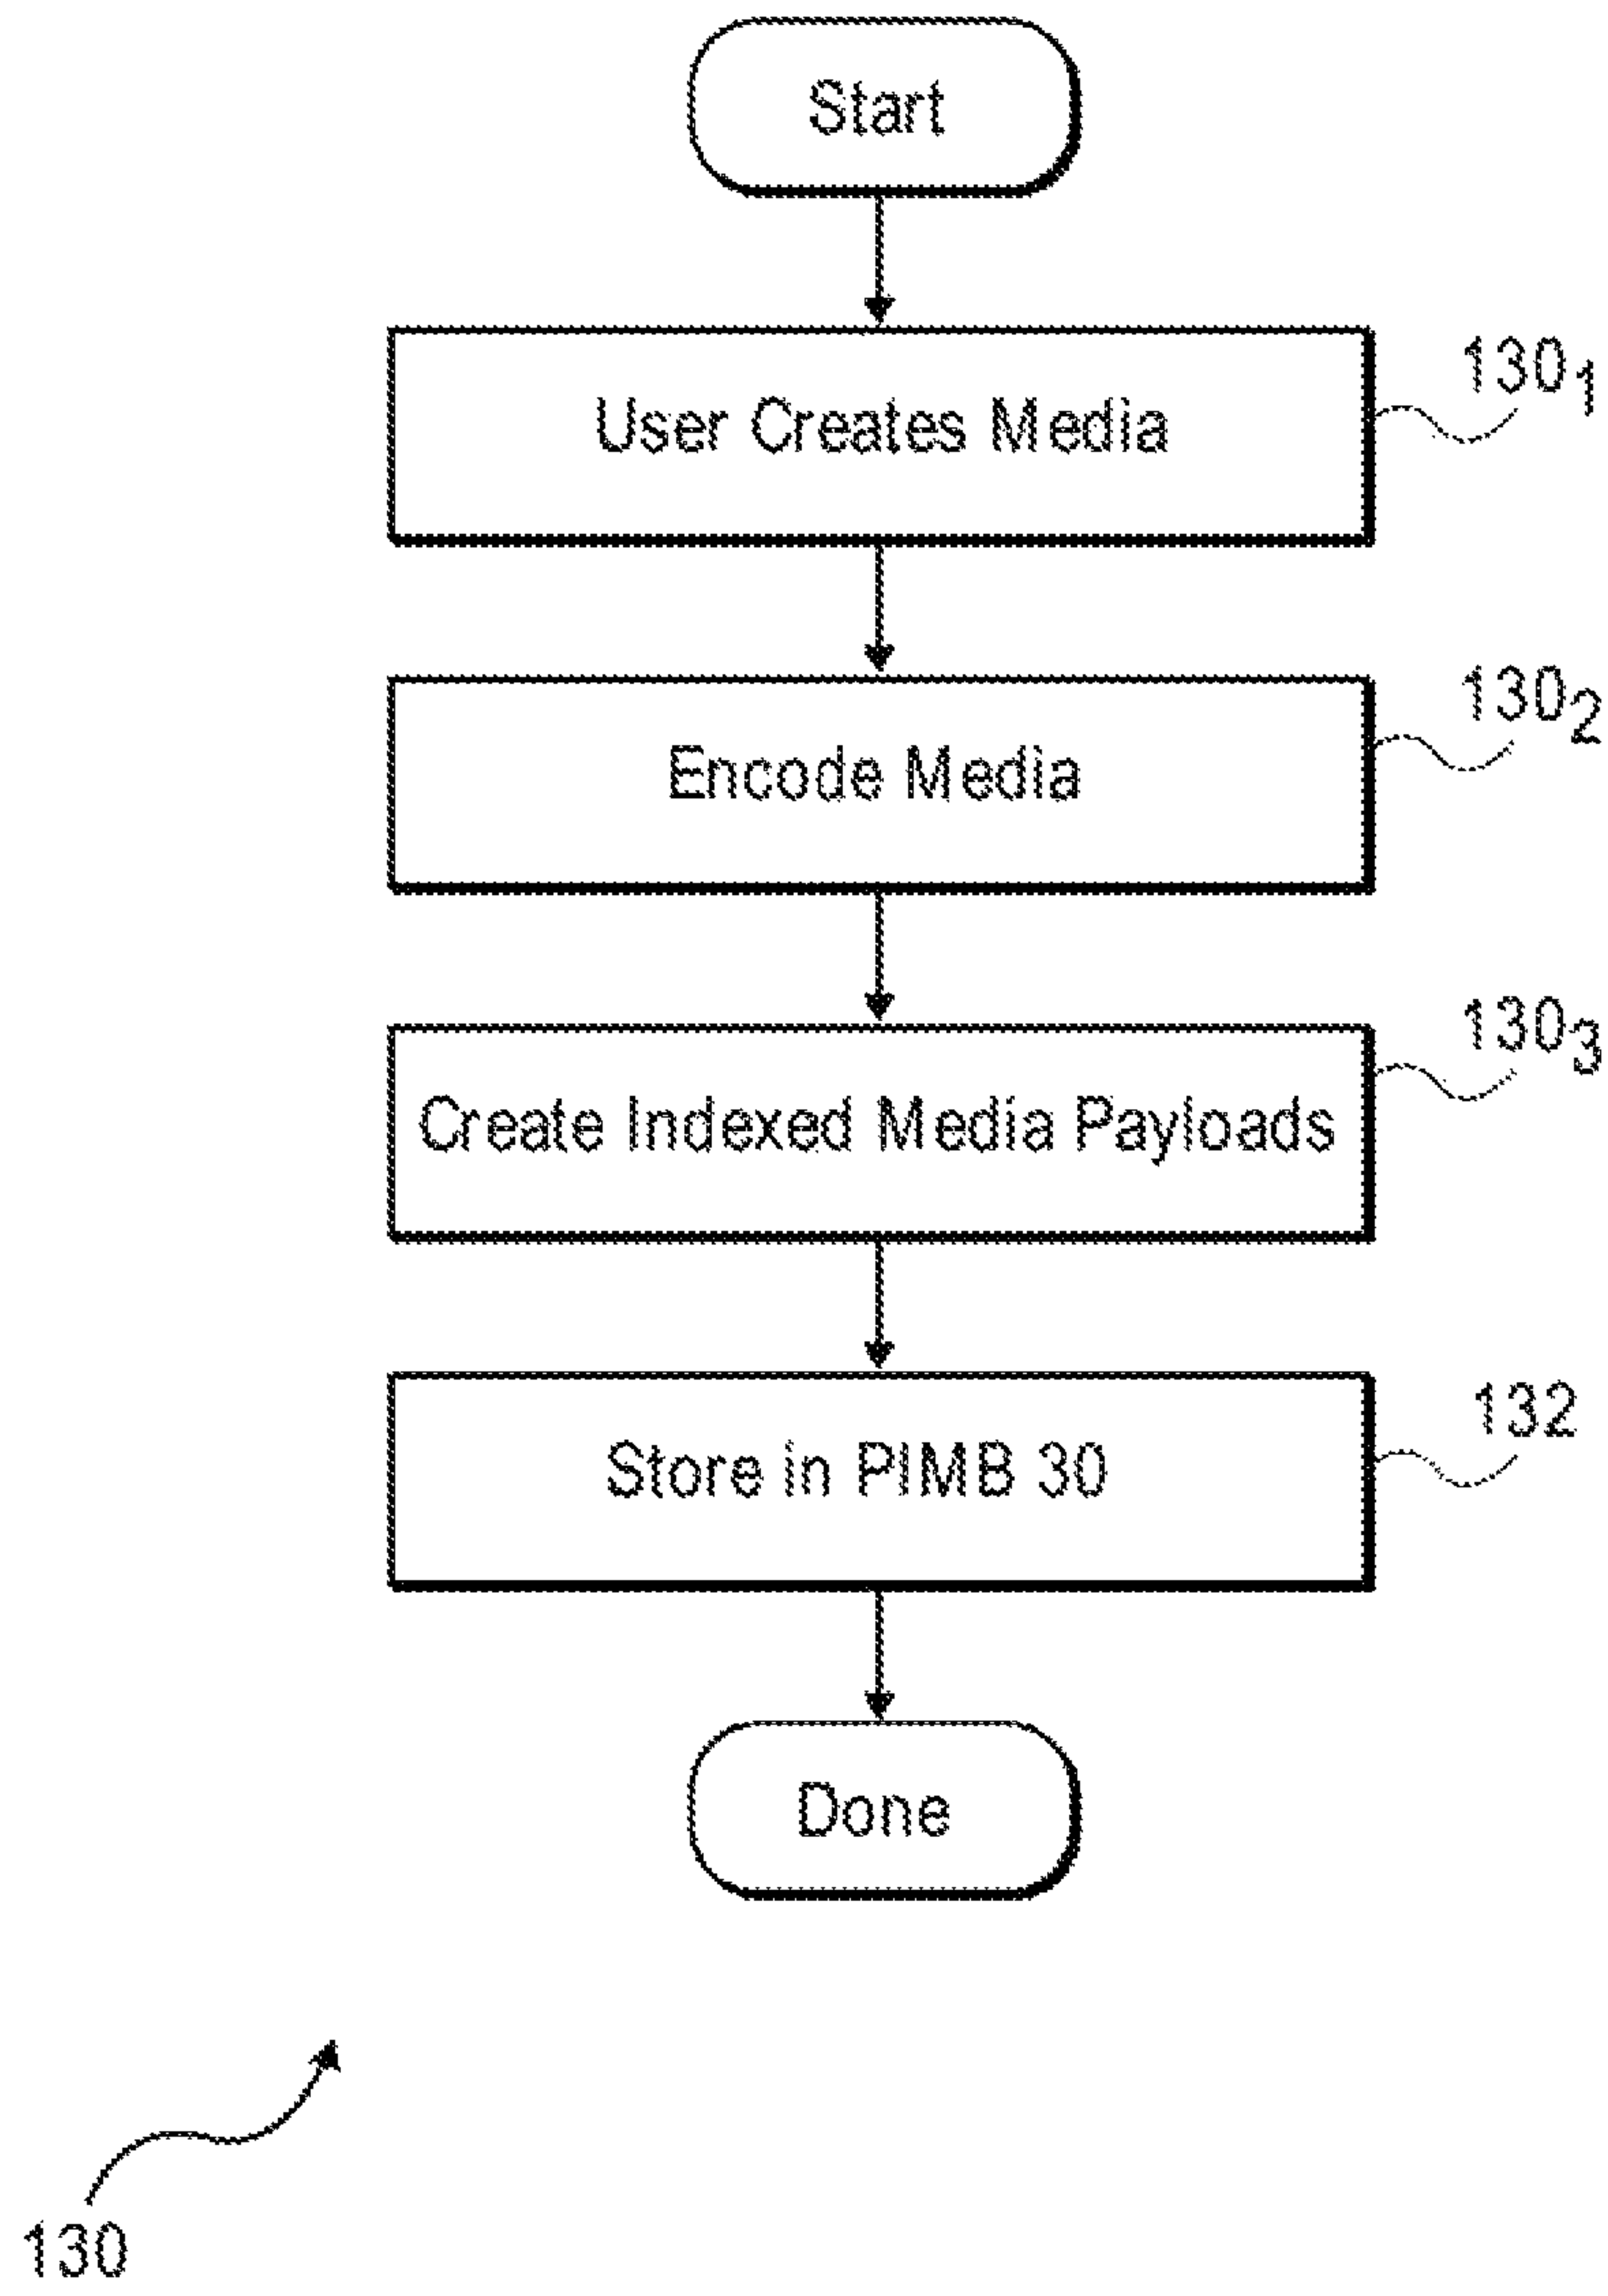 Start
User Creates Media
130₁
Encode Media
130₂
Create Indexed Media Payloads
130₃
Store in PIMB 30
132
Done
130